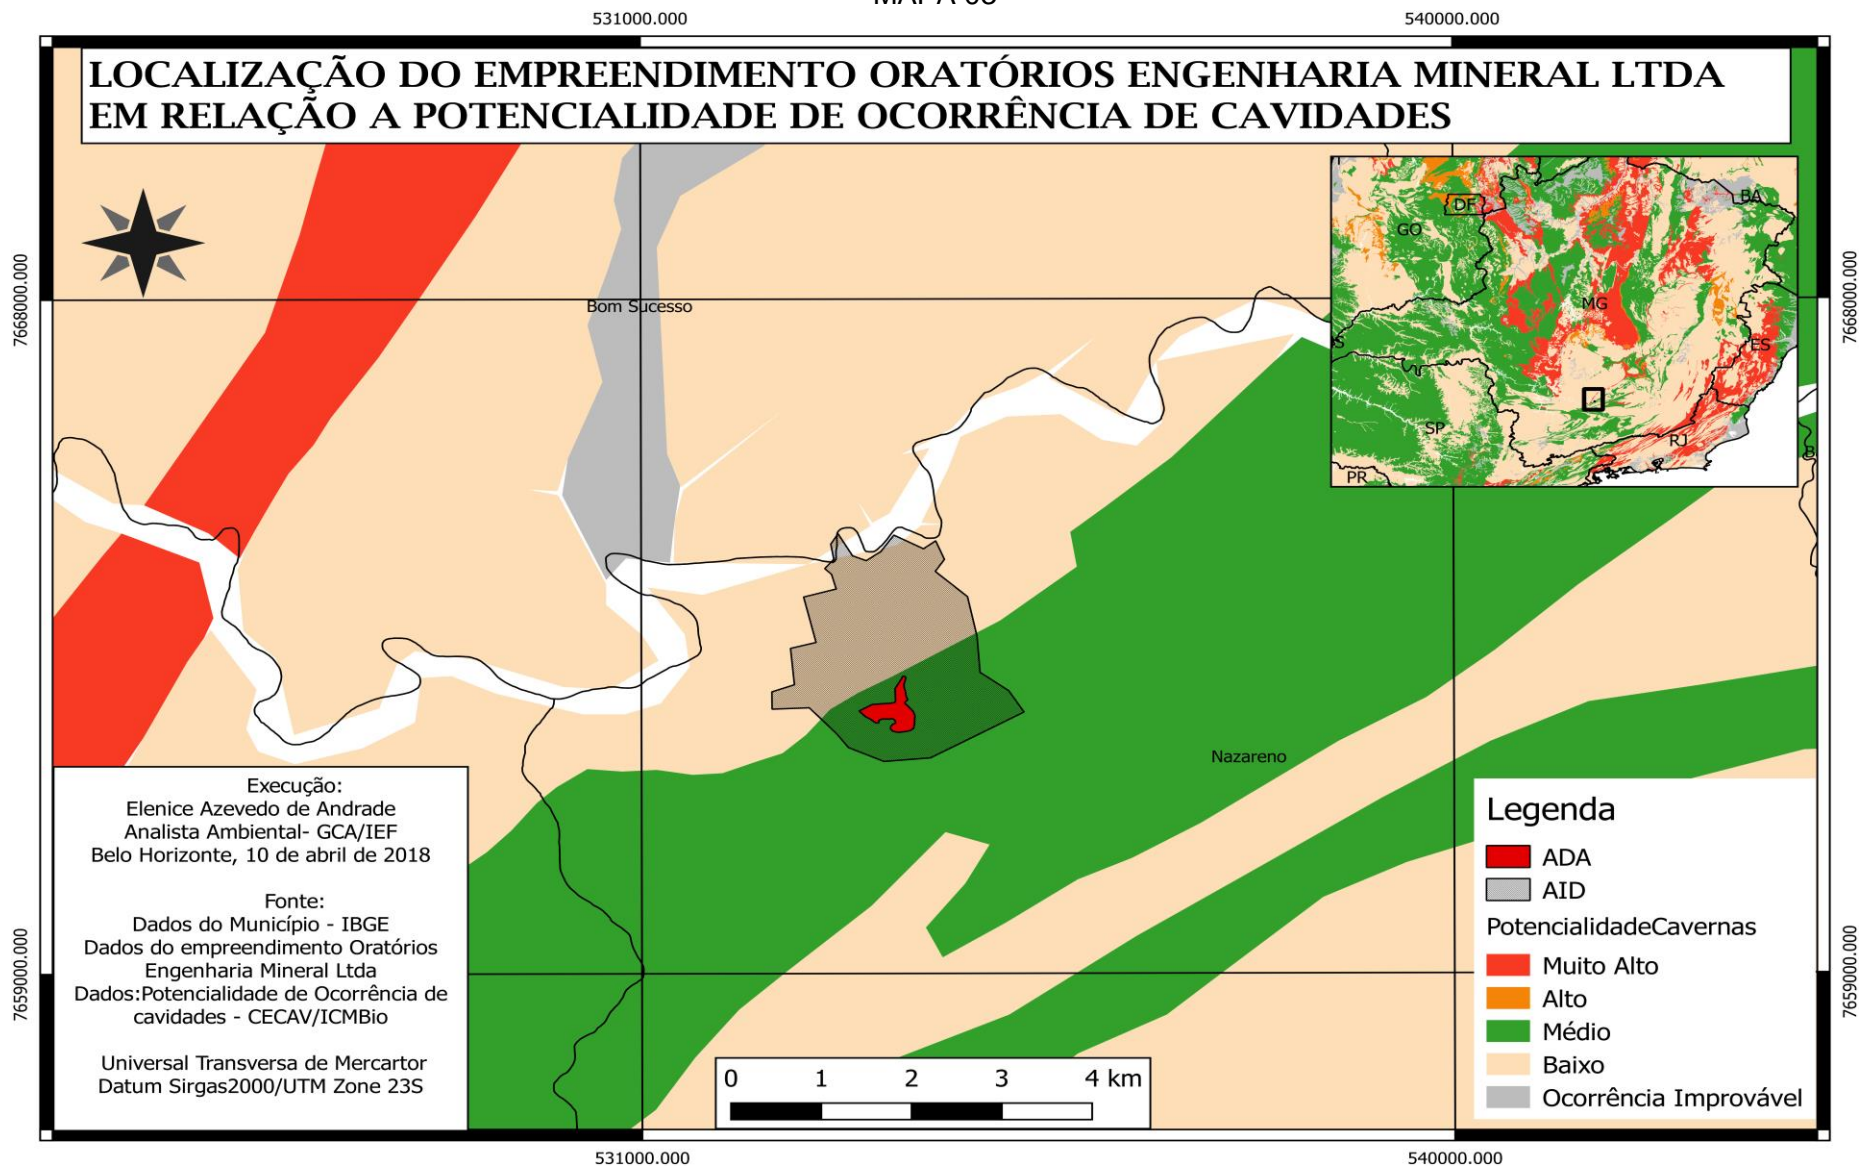 531000.000
540000.000
LOCALIZAÇÃO DO EMPREENDIMENTO ORATÓRIOS ENGENHARIA MINERAL LTDA
EM RELAÇÃO A POTENCIALIDADE DE OCORRÊNCIA DE CAVIDADES
7668000.000
7668000.000
DF
BA
GO
MG
ES
SP
RJ
PR
Bom Sucesso
Nazareno
Execução:
Elenice Azevedo de Andrade
Analista Ambiental- GCA/IEF
Belo Horizonte, 10 de abril de 2018
Fonte:
Dados do Município - IBGE
Dados do empreendimento Oratórios
Engenharia Mineral Ltda
Dados:Potencialidade de Ocorrência de
cavidades - CECAV/ICMBio
Universal Transversa de Mercartor
Datum Sirgas2000/UTM Zone 23S
Legenda
ADA
AID
PotencialidadeCavernas
Muito Alto
Alto
Médio
Baixo
Ocorrência Improvável
7659000.000
7659000.000
0 1 2 3 4 km
531000.000
540000.000